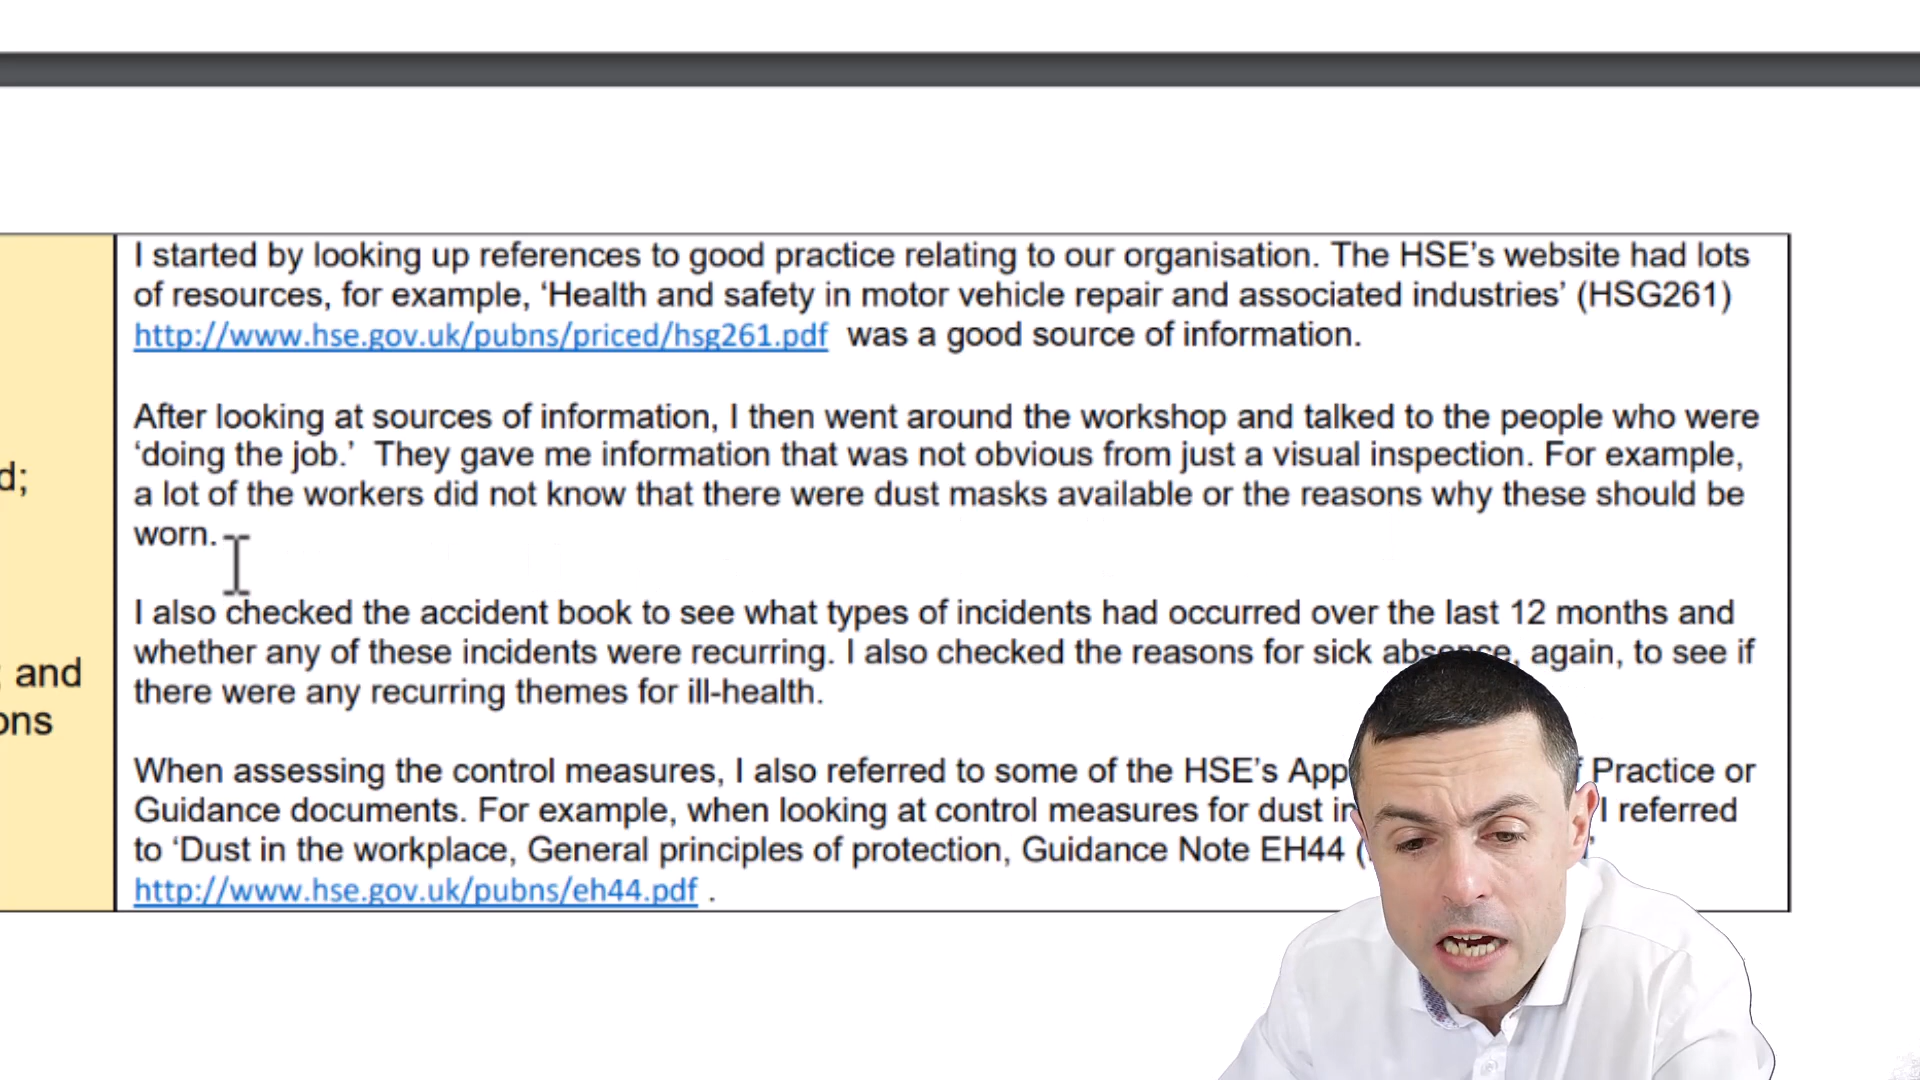 I started by looking up references to good practice relating to our organisation. The HSE's website had lots
of resources, for example, ‘Health and safety in motor vehicle repair and associated industries’ (HSG261)
http://www.hse.gov.uk/pubns/priced/hsg261.pdf was a good source of information.
After looking at sources of information, I then went around the workshop and talked to the people who were
‘doing the job.’ They gave me information that was not obvious from just a visual inspection. For example,
d;
a lot of the workers did not know that there were dust masks available or the reasons why these should be
worn.
I also checked the accident book to see what types of incidents had occurred over the last 12 months and
whether any of these incidents were recurring. I also checked the reasons for sick absence, again, to see if
; and
there were any recurring themes for ill-health.
ons
When assessing the control measures, I also referred to some of the HSE's App Practice or
Guidance documents. For example, when looking at control measures for dust in I referred
to ‘Dust in the workplace, General principles of protection, Guidance Note EH44 (
http://www.hse.gov.uk/pubns/eh44.pdf .